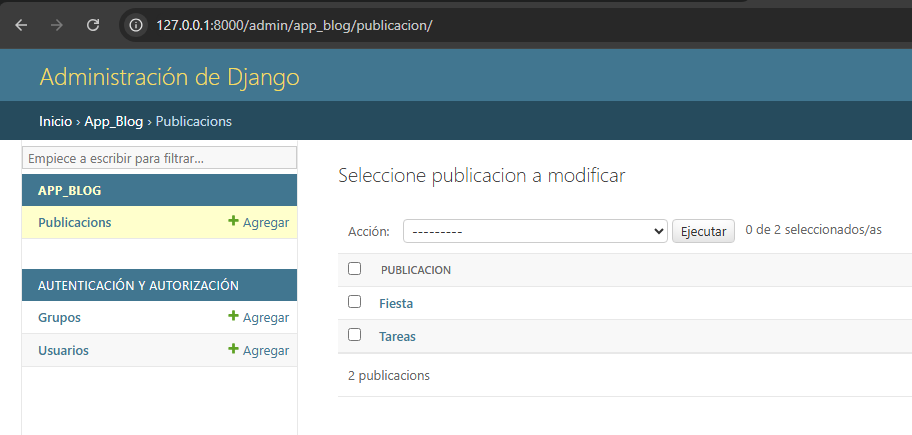 127.0.0.1:8000/admin/app_blog/publicacion/
Administración de Django
Inicio › App_Blog › Publicacions
Empiece a escribir para filtrar...
APP_BLOG
Publicacions + Agregar
AUTENTICACIÓN Y AUTORIZACIÓN
Grupos + Agregar
Usuarios + Agregar
Seleccione publicacion a modificar
Acción: --------- Ejecutar 0 de 2 seleccionados/as
PUBLICACION
Fiesta
Tareas
2 publicacions